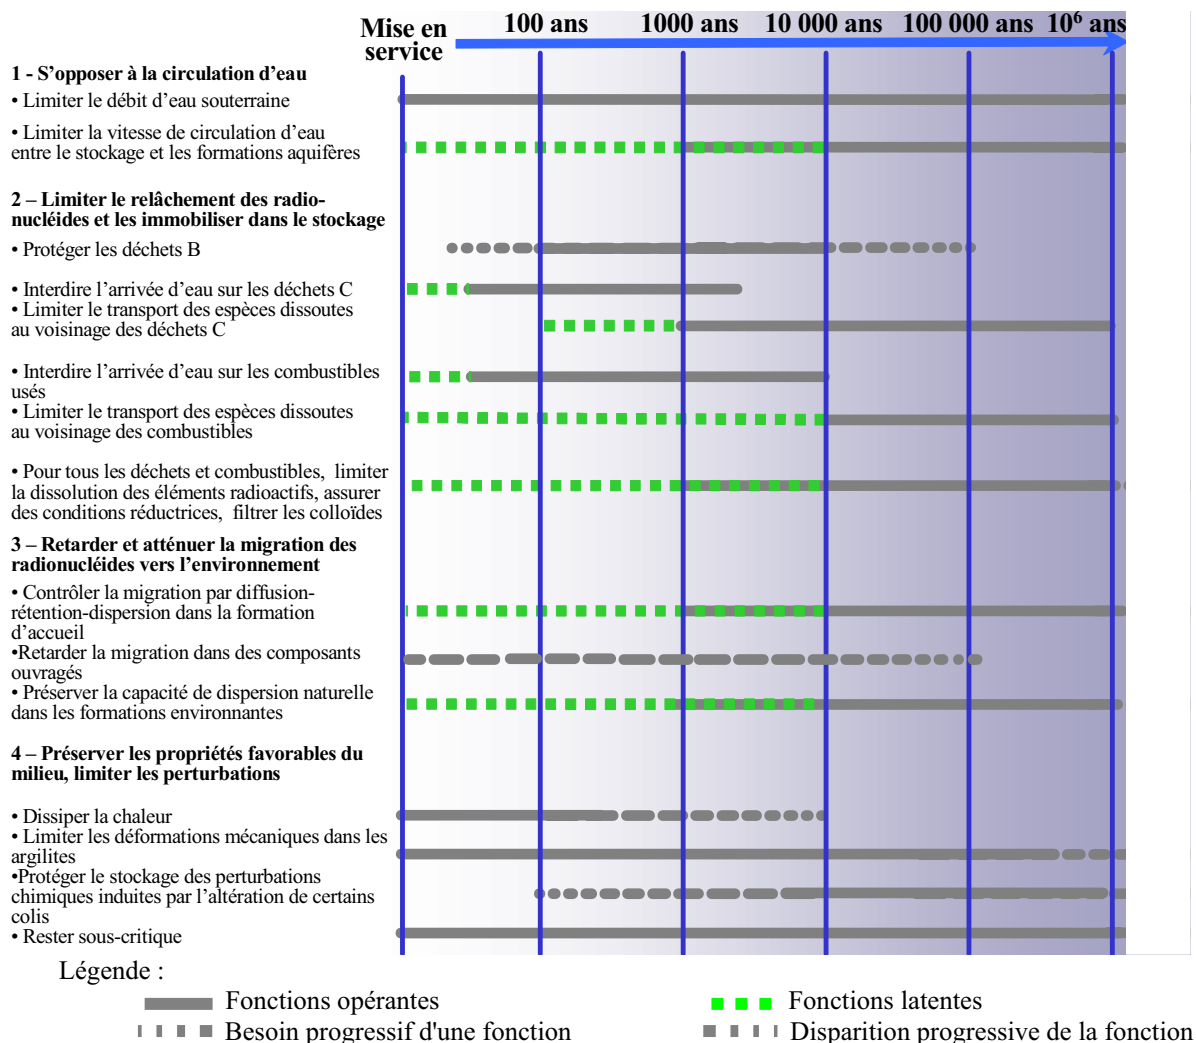 Mise en
service
100 ans 1000 ans 10 000 ans 100 000 ans 10⁶ ans
1 - S'opposer à la circulation d'eau
• Limiter le débit d'eau souterraine
• Limiter la vitesse de circulation d'eau
entre le stockage et les formations aquifères
2 – Limiter le relâchement des radio-
nucléides et les immobiliser dans le stockage
• Protéger les déchets B
• Interdire l'arrivée d'eau sur les déchets C
• Limiter le transport des espèces dissoutes
au voisinage des déchets C
• Interdire l'arrivée d'eau sur les combustibles
usés
• Limiter le transport des espèces dissoutes
au voisinage des combustibles
• Pour tous les déchets et combustibles, limiter
la dissolution des éléments radioactifs, assurer
des conditions réductrices, filtrer les colloïdes
3 – Retarder et atténuer la migration des
radionucléides vers l'environnement
• Contrôler la migration par diffusion-
rétention-dispersion dans la formation
d'accueil
•Retarder la migration dans des composants
ouvragés
• Préserver la capacité de dispersion naturelle
dans les formations environnantes
4 – Préserver les propriétés favorables du
milieu, limiter les perturbations
• Dissiper la chaleur
• Limiter les déformations mécaniques dans les
argilites
•Protéger le stockage des perturbations
chimiques induites par l'altération de certains
colis
• Rester sous-critique
Légende :
Fonctions opérantes
Fonctions latentes
Besoin progressif d'une fonction
Disparition progressive de la fonction